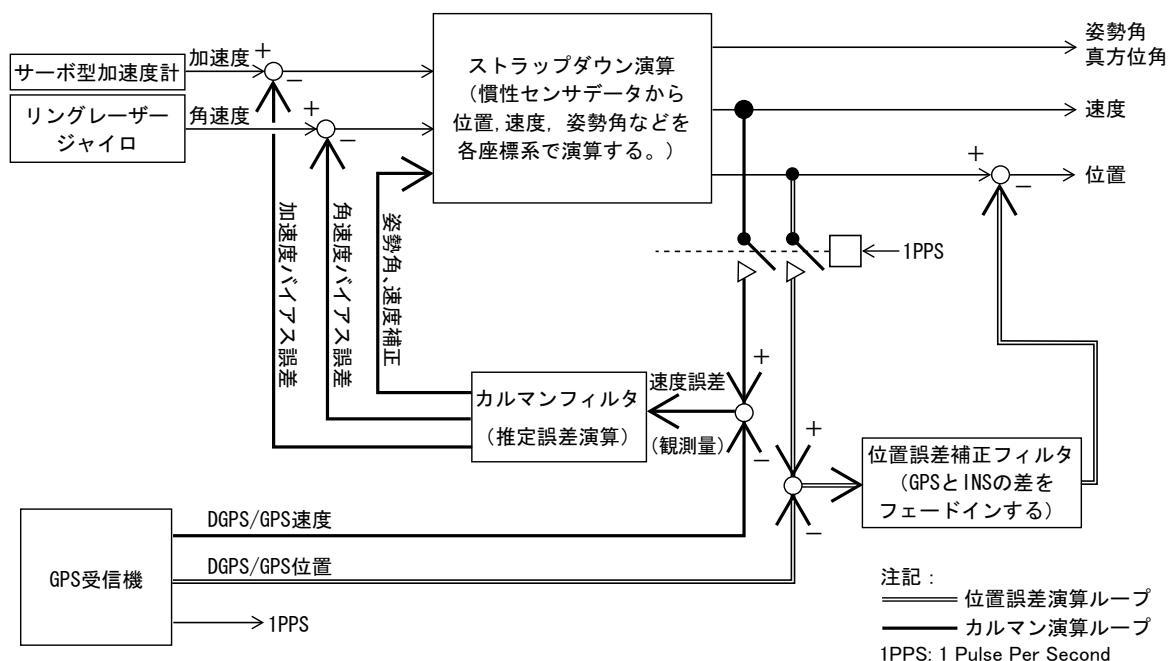 サーボ型加速度計
加速度
+
−
リングレーザー
ジャイロ
角速度
+
−
ストラップダウン演算
(慣性センサデータから
位置,速度, 姿勢角などを
各座標系で演算する。)
姿勢角
真方位角
速度
+
−
位置
1PPS
加速度バイアス誤差
角速度バイアス誤差
姿勢角、速度補正
カルマンフィルタ
(推定誤差演算)
速度誤差
(観測量)
+
−
+
−
位置誤差補正フィルタ
(GPSとINSの差を
フェードインする)
GPS受信機
DGPS/GPS速度
DGPS/GPS位置
1PPS
注記:
位置誤差演算ループ
カルマン演算ループ
1PPS: 1 Pulse Per Second